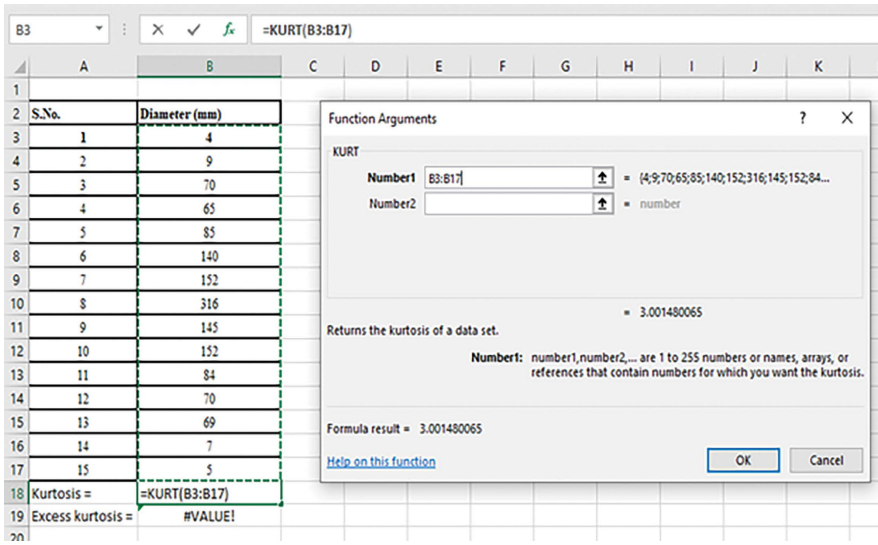 B3 fx =KURT(B3:B17)
A B C D E F G H I J K
1
2 S.No. Diameter (mm)
3 1 4
4 2 9
5 3 70
6 4 65
7 5 85
8 6 140
9 7 152
10 8 316
11 9 145
12 10 152
13 11 84
14 12 70
15 13 69
16 14 7
17 15 5
18 Kurtosis = =KURT(B3:B17)
19 Excess kurtosis = #VALUE!
20
Function Arguments ? X
KURT
Number1 B3:B17 = {4;9;70;65;85;140;152;316;145;152;84...
Number2 = number
= 3.001480065
Returns the kurtosis of a data set.
Number1: number1,number2,... are 1 to 255 numbers or names, arrays, or
references that contain numbers for which you want the kurtosis.
Formula result = 3.001480065
Help on this function OK Cancel